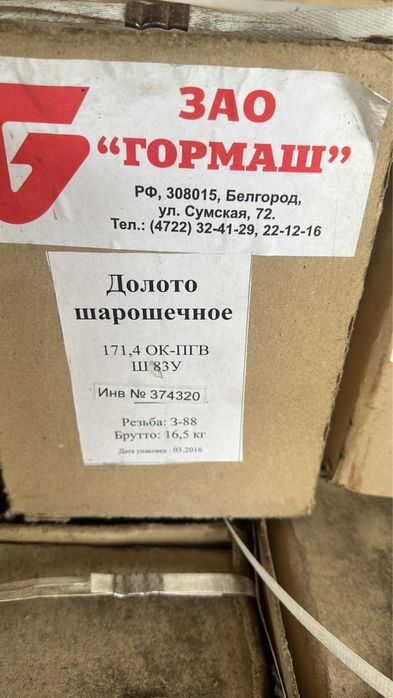 ЗАО
“ГОРМАШ”
РФ, 308015, Белгород,
ул. Сумская, 72.
Тел.: (4722) 32-41-29, 22-12-16
Долото
шарошечное
171,4 ОК-ПГВ
Ш 83У
Инв № 374320
Резьба: З-88
Брутто: 16,5 кг
Дата упаковки : 03.2016